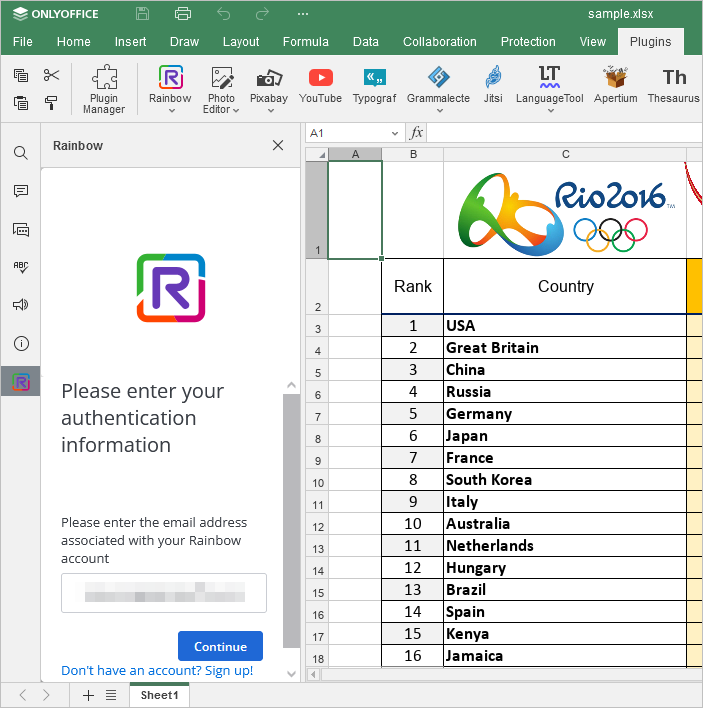 ONLYOFFICE
sample.xlsx
File Home Insert Draw Layout Formula Data Collaboration Protection View Plugins
Plugin Manager
Rainbow
Photo Editor
Pixabay
YouTube
Typograf
Grammalecte
Jitsi
LT
LanguageTool
Apertium
Th
Thesaurus
Rainbow
A1
fx
A B C
ABC
R
Rio2016
TM
1
2 Rank Country
3 1 USA
4 2 Great Britain
5 3 China
6 4 Russia
7 5 Germany
8 6 Japan
9 7 France
10 8 South Korea
11 9 Italy
12 10 Australia
13 11 Netherlands
14 12 Hungary
15 13 Brazil
16 14 Spain
17 15 Kenya
18 16 Jamaica
Please enter your
authentication
information
Please enter the email address
associated with your Rainbow
account
Continue
Don't have an account? Sign up!
Sheet1